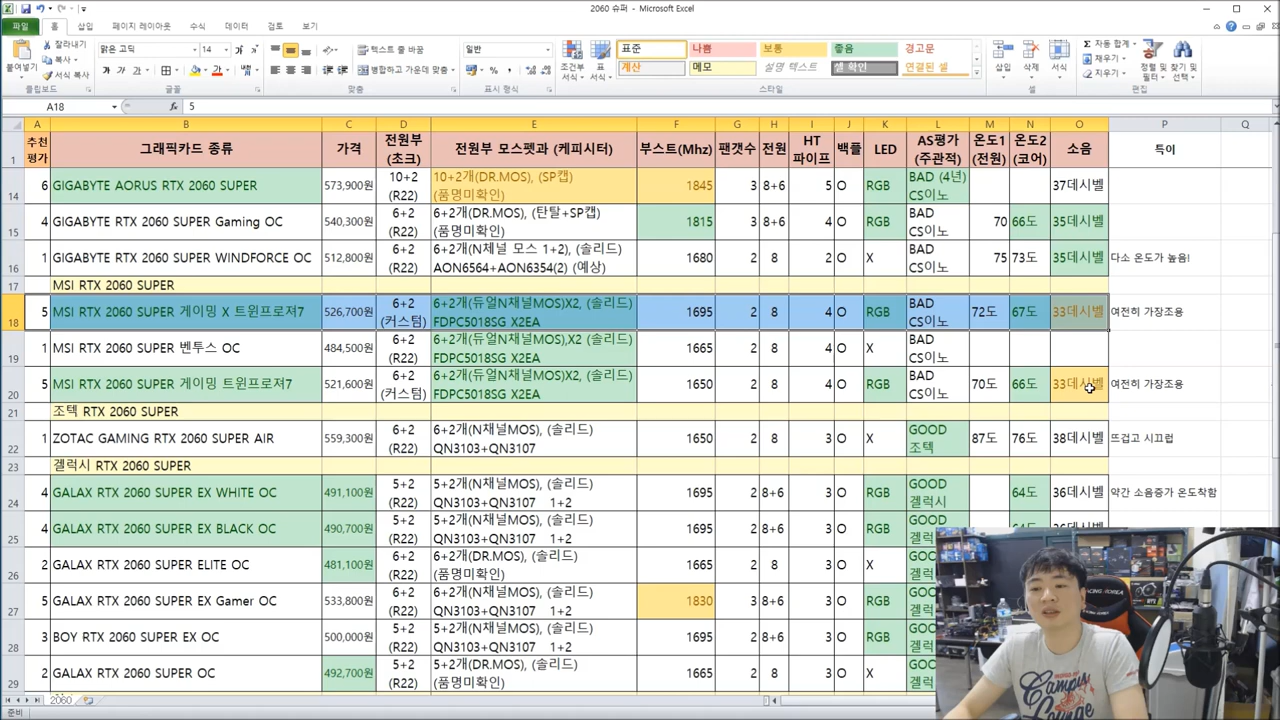 2060 슈퍼 - Microsoft Excel
파일 홈 삽입 페이지 레이아웃 수식 데이터 검토 보기
붙여넣기 잘라내기 복사 서식 복사 클립보드
맑은 고딕 14 글꼴
텍스트 줄 바꿈 병합하고 가운데 맞춤 맞춤
일반 표시 형식
조건부 서식 표 서식 표준 나쁨 보통 좋음 경고문
계산 메모 설명 텍스트 셀 확인 연결된 셀 스타일
삽입 삭제 서식 셀
자동 합계 채우기 지우기 정렬 및 필터 찾기 및 선택 편집
A18 fx 5
A B C D E F G H I J K L M N O P Q
1 추천 평가 그래픽카드 종류 가격 전원부 (초크) 전원부 모스펫과 (케피시터) 부스트(Mhz) 팬갯수 전원 HT 파이프 백플 LED AS평가 (주관적) 온도1 (전원) 온도2 (코어) 소음 특이
14 6 GIGABYTE AORUS RTX 2060 SUPER 573,900원 10+2 (R22) 10+2개(DR.MOS), (SP캡) (품명미확인) 1845 3 8+6 5 O RGB BAD (4년) CS이노 37데시벨
15 4 GIGABYTE RTX 2060 SUPER Gaming OC 540,300원 6+2 (R22) 6+2개(DR.MOS), (탄탈+SP캡) (품명미확인) 1815 3 8+6 4 O RGB BAD CS이노 70 66도 35데시벨
16 1 GIGABYTE RTX 2060 SUPER WINDFORCE OC 512,800원 6+2 (R22) 6+2개(N체널 모스 1+2), (솔리드) AON6564+AON6354(2) (예상) 1680 2 8 2 O X BAD CS이노 75 73도 35데시벨 다소 온도가 높음!
17 MSI RTX 2060 SUPER
18 5 MSI RTX 2060 SUPER 게이밍 X 트윈프로져7 526,700원 6+2 (커스텀) 6+2개(듀얼N채널MOS)X2, (솔리드) FDPC5018SG X2EA 1695 2 8 4 O RGB BAD CS이노 72도 67도 33데시벨 여전히 가장조용
19 1 MSI RTX 2060 SUPER 벤투스 OC 484,500원 6+2 (R22) 6+2개(듀얼N채널MOS),X2 (솔리드) FDPC5018SG X2EA 1665 2 8 4 O X BAD CS이노
20 5 MSI RTX 2060 SUPER 게이밍 트윈프로져7 521,600원 6+2 (커스텀) 6+2개(듀얼N채널MOS)X2, (솔리드) FDPC5018SG X2EA 1650 2 8 4 O RGB BAD CS이노 70도 66도 33데시벨 여전히 가장조용
21 조텍 RTX 2060 SUPER
22 1 ZOTAC GAMING RTX 2060 SUPER AIR 559,300원 6+2 (R22) 6+2개(N채널MOS), (솔리드) QN3103+QN3107 1650 2 8 3 O X GOOD 조텍 87도 76도 38데시벨 뜨겁고 시끄럽
23 겔럭시 RTX 2060 SUPER
24 4 GALAX RTX 2060 SUPER EX WHITE OC 491,100원 5+2 (R22) 5+2개(N채널MOS), (솔리드) QN3103+QN3107 1+2 1695 2 8+6 3 O RGB GOOD 겔럭시 64도 36데시벨 약간 소음증가 온도착함
25 4 GALAX RTX 2060 SUPER EX BLACK OC 490,700원 5+2 (R22) 5+2개(N채널MOS), (솔리드) QN3103+QN3107 1+2 1695 2 8+6 3 O RGB GOOD
26 2 GALAX RTX 2060 SUPER ELITE OC 481,100원 6+2 (R22) 6+2개(DR.MOS), (솔리드) (품명미확인) 1665 2 8 3 O X
27 5 GALAX RTX 2060 SUPER EX Gamer OC 533,800원 6+2 (R22) 6+2개(N채널MOS), (솔리드) QN3103+QN3107 1+2 1830 3 8+6 3 O RGB
28 3 BOY RTX 2060 SUPER EX OC 500,000원 5+2 (R22) 5+2개(N채널MOS), (솔리드) QN3103+QN3107 1+2 1695 2 8+6 3 O RGB
29 2 GALAX RTX 2060 SUPER OC 492,700원 5+2 (R22) 5+2개(DR.MOS), (솔리드) (품명미확인) 1665 2 8 3 O X
2060
준비
RACING KOREA
Campus